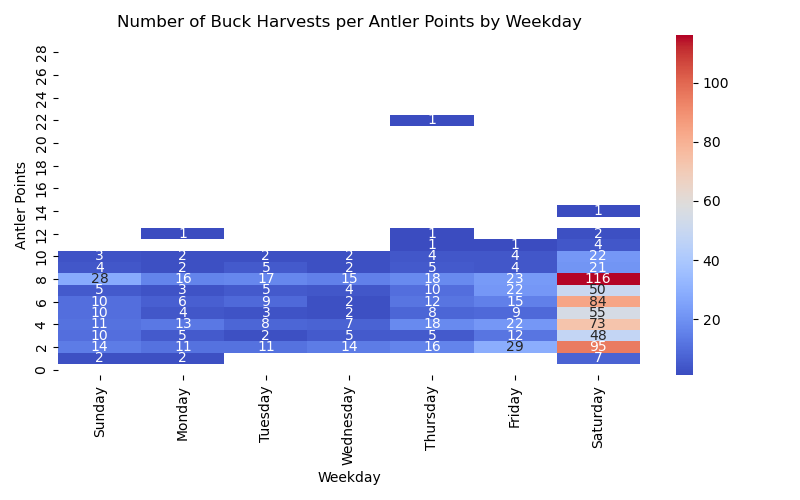 Number of Buck Harvests per Antler Points by Weekday
Antler Points
28
26
24
22 1
20
18
16
14 1
12 1 1 2
1 1 4
10 3 2 2 2 4 4 22
4 2 5 2 5 4 21
8 28 16 17 15 18 23 116
5 3 5 4 10 22 50
6 10 6 9 2 12 15 84
10 4 3 2 8 9 55
4 11 13 8 7 18 22 73
10 5 2 5 5 12 48
2 14 11 11 14 16 29 95
2 2 7
0
Sunday Monday Tuesday Wednesday Thursday Friday Saturday
Weekday
100
80
60
40
20